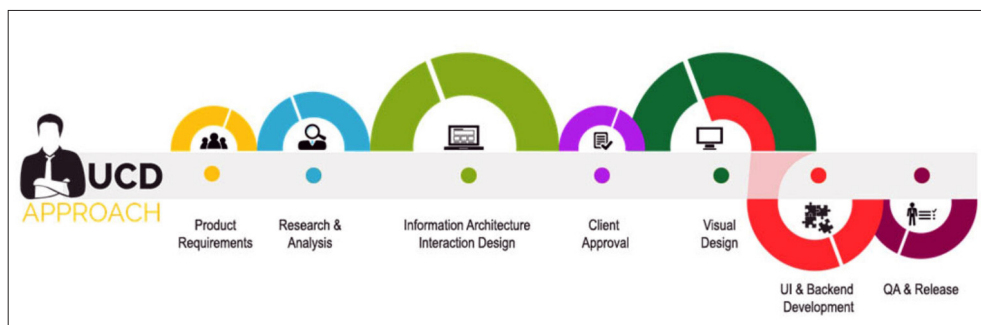 UCD
APPROACH
Product
Requirements
Research &
Analysis
Information Architecture
Interaction Design
Client
Approval
Visual
Design
UI & Backend
Development
QA & Release